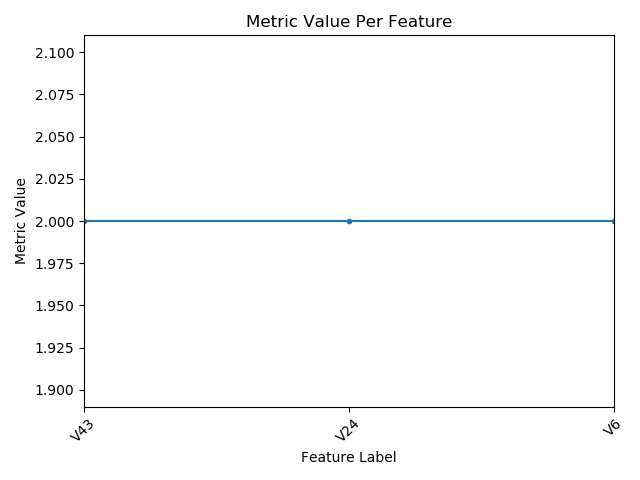 Metric Value Per Feature
2.100
2.075
2.050
2.025
2.000
1.975
1.950
1.925
1.900
Metric Value
V43
V24
V6
Feature Label